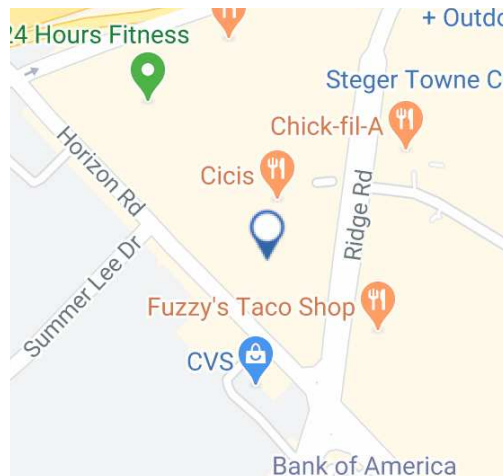 + Outdo
24 Hours Fitness
Steger Towne C
Chick-fil-A
Horizon Rd
Cicis
Ridge Rd
Summer Lee Dr
Fuzzy's Taco Shop
CVS
Bank of America